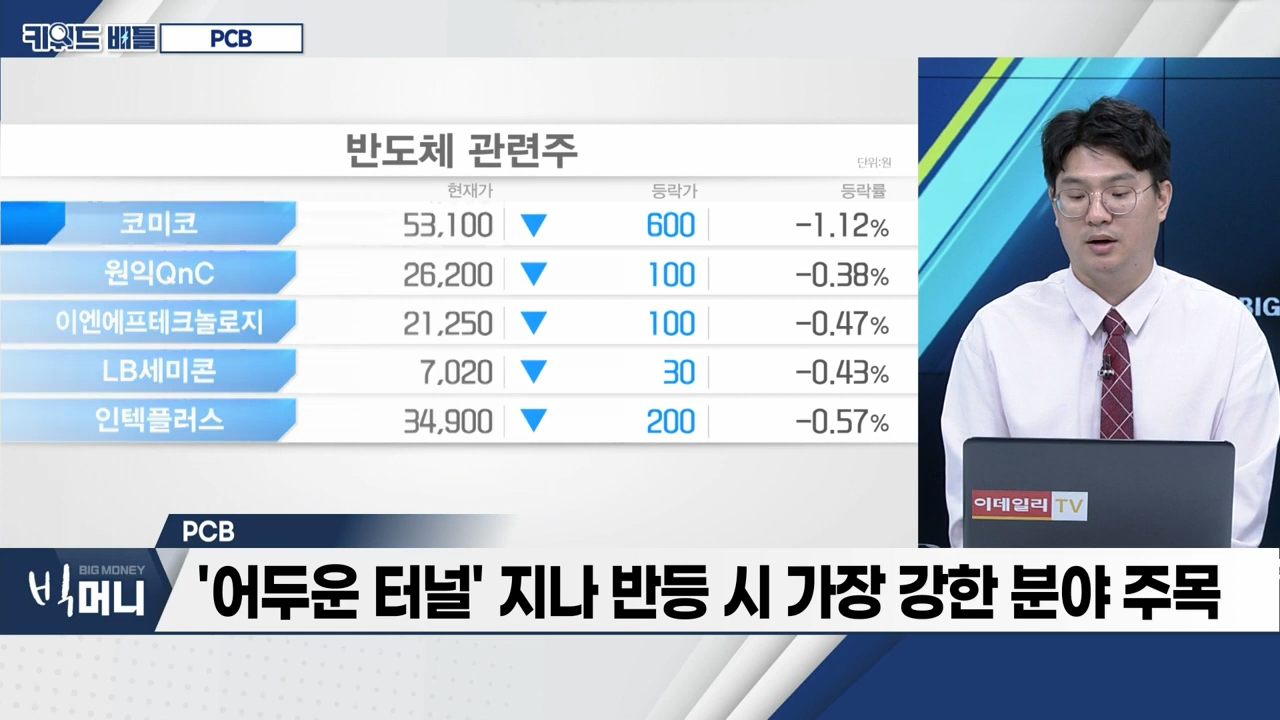 키워드 배틀 PCB
반도체 관련주
단위:원
현재가 등락가 등락률
코미코 53,100 ▼ 600 -1.12%
원익QnC 26,200 ▼ 100 -0.38%
이엔에프테크놀로지 21,250 ▼ 100 -0.47%
LB세미콘 7,020 ▼ 30 -0.43%
인텍플러스 34,900 ▼ 200 -0.57%
BIG
이데일리 TV
PCB
BIG MONEY
빅머니
'어두운 터널' 지나 반등 시 가장 강한 분야 주목